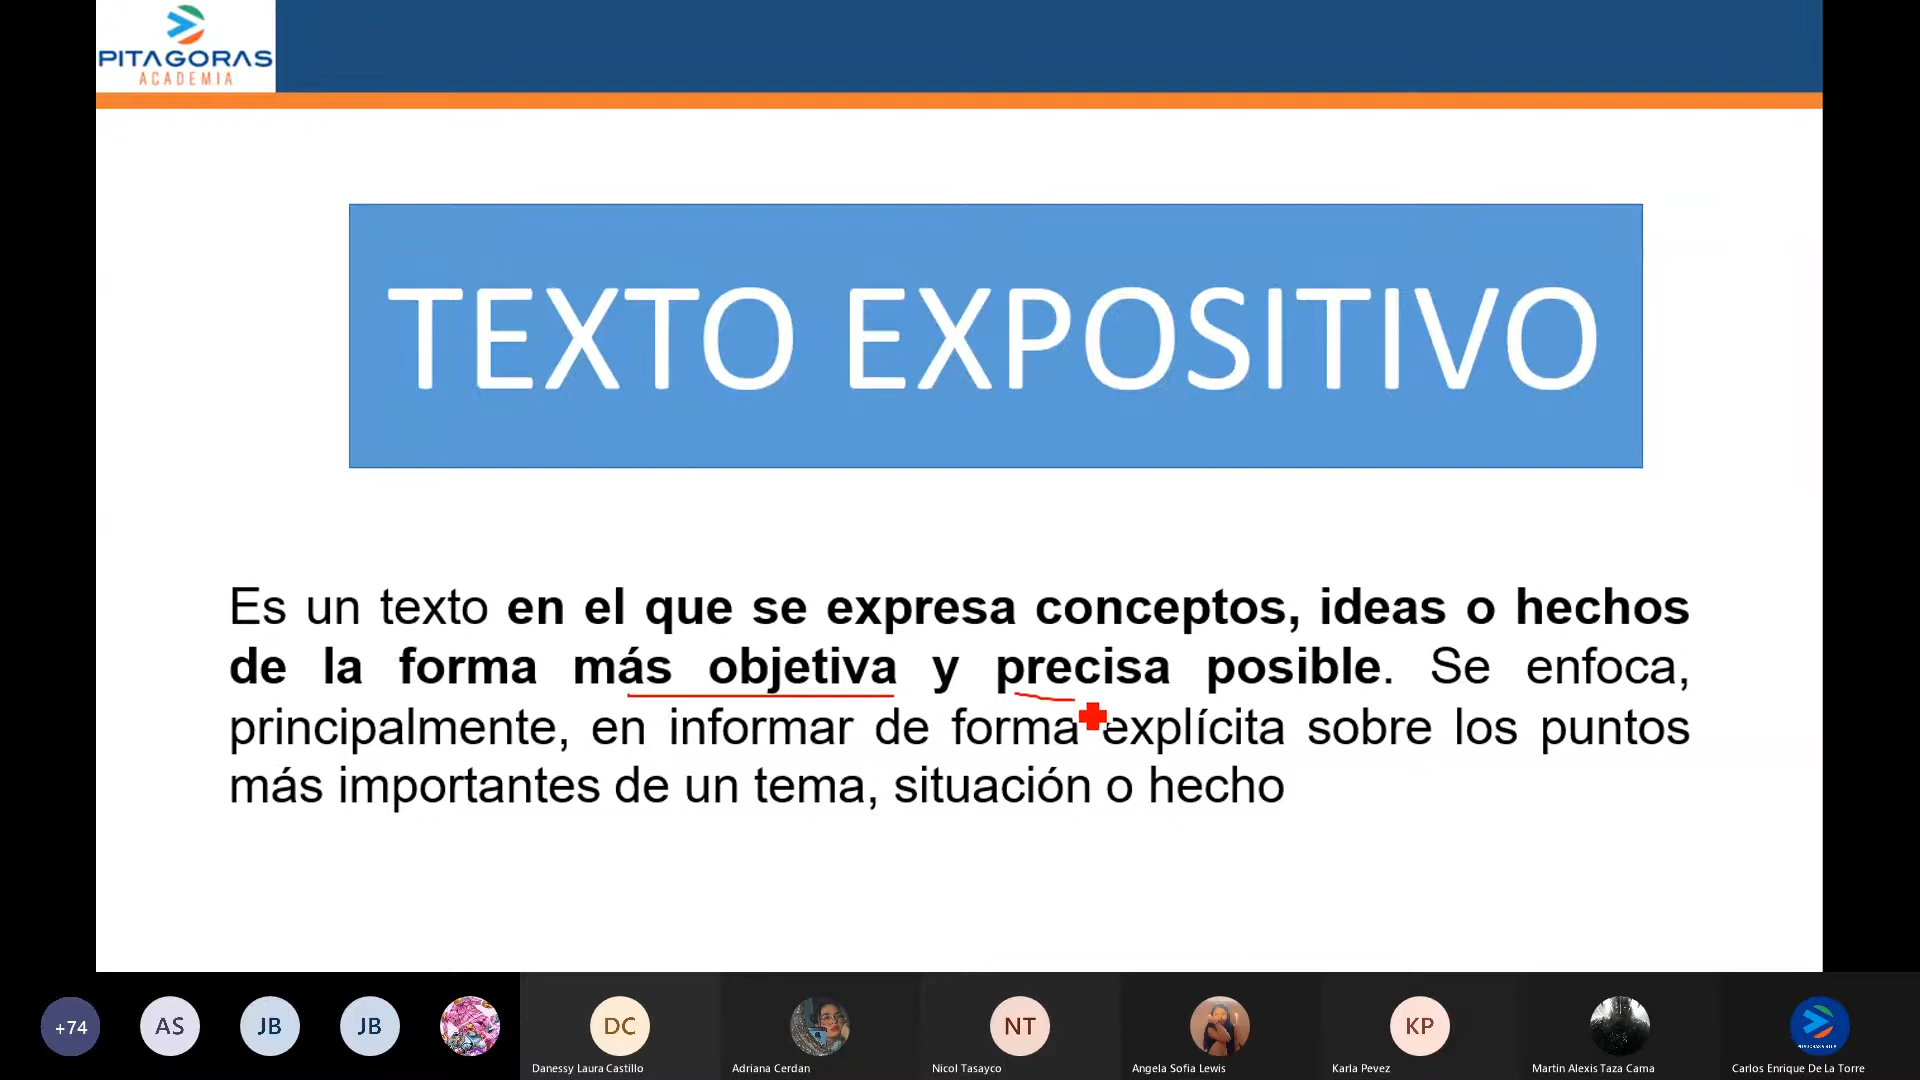 PITAGORAS
ACADEMIA
TEXTO EXPOSITIVO
Es un texto en el que se expresa conceptos, ideas o hechos
de la forma más objetiva y precisa posible. Se enfoca,
principalmente, en informar de forma explícita sobre los puntos
más importantes de un tema, situación o hecho
+74
AS
JB
JB
DC
NT
KP
Danessy Laura Castillo
Adriana Cerdan
Nicol Tasayco
Angela Sofia Lewis
Karla Pevez
Martin Alexis Taza Cama
Carlos Enrique De La Torre